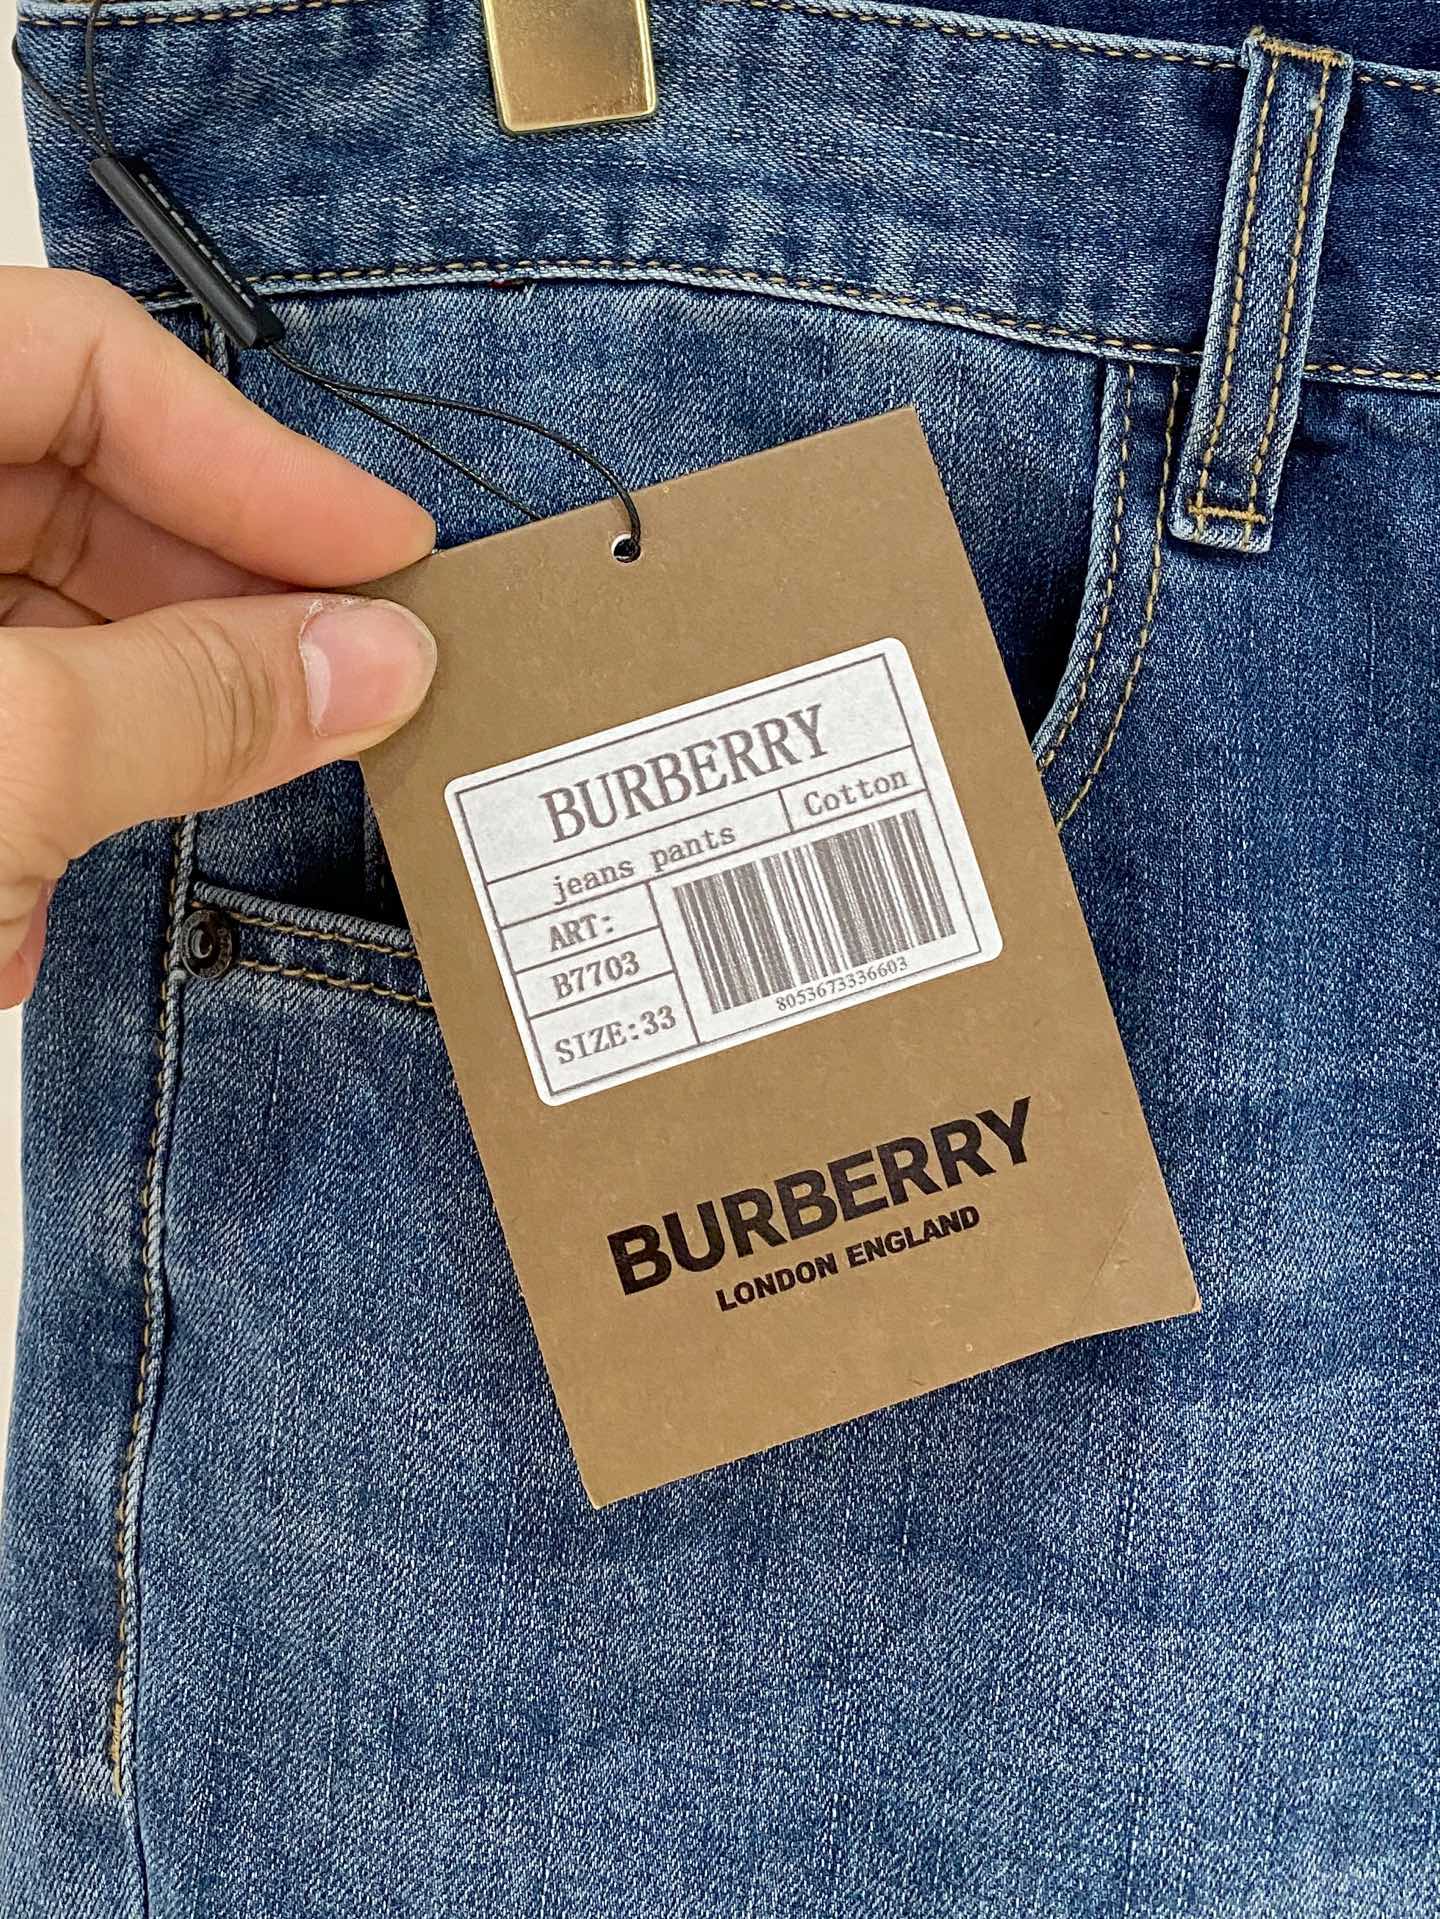 BURBERRY
jeans pants
Cotton
ART:
B7703
SIZE:33
8053673336603
BURBERRY
LONDON ENGLAND